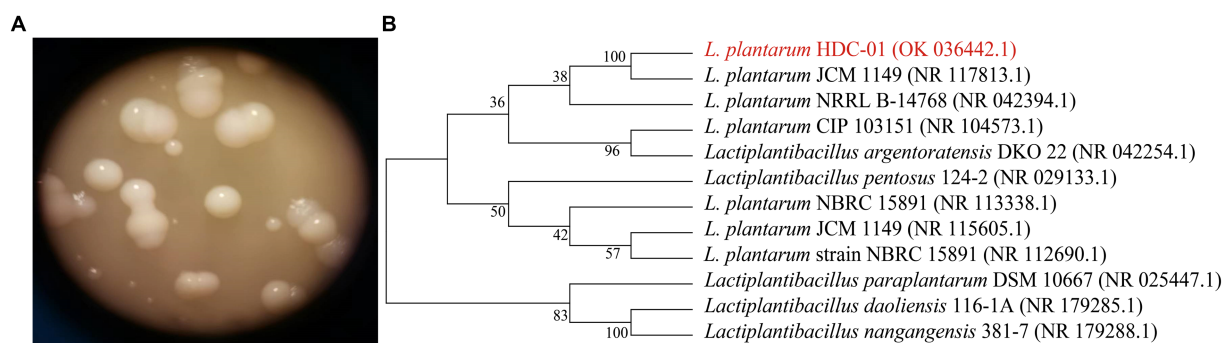 A
B
L. plantarum HDC-01 (OK 036442.1)
100
L. plantarum JCM 1149 (NR 117813.1)
38
L. plantarum NRRL B-14768 (NR 042394.1)
36
L. plantarum CIP 103151 (NR 104573.1)
96
Lactiplantibacillus argentoratensis DKO 22 (NR 042254.1)
Lactiplantibacillus pentosus 124-2 (NR 029133.1)
50
L. plantarum NBRC 15891 (NR 113338.1)
42
L. plantarum JCM 1149 (NR 115605.1)
57
L. plantarum strain NBRC 15891 (NR 112690.1)
Lactiplantibacillus paraplantarum DSM 10667 (NR 025447.1)
83
Lactiplantibacillus daoliensis 116-1A (NR 179285.1)
100
Lactiplantibacillus nangangensis 381-7 (NR 179288.1)